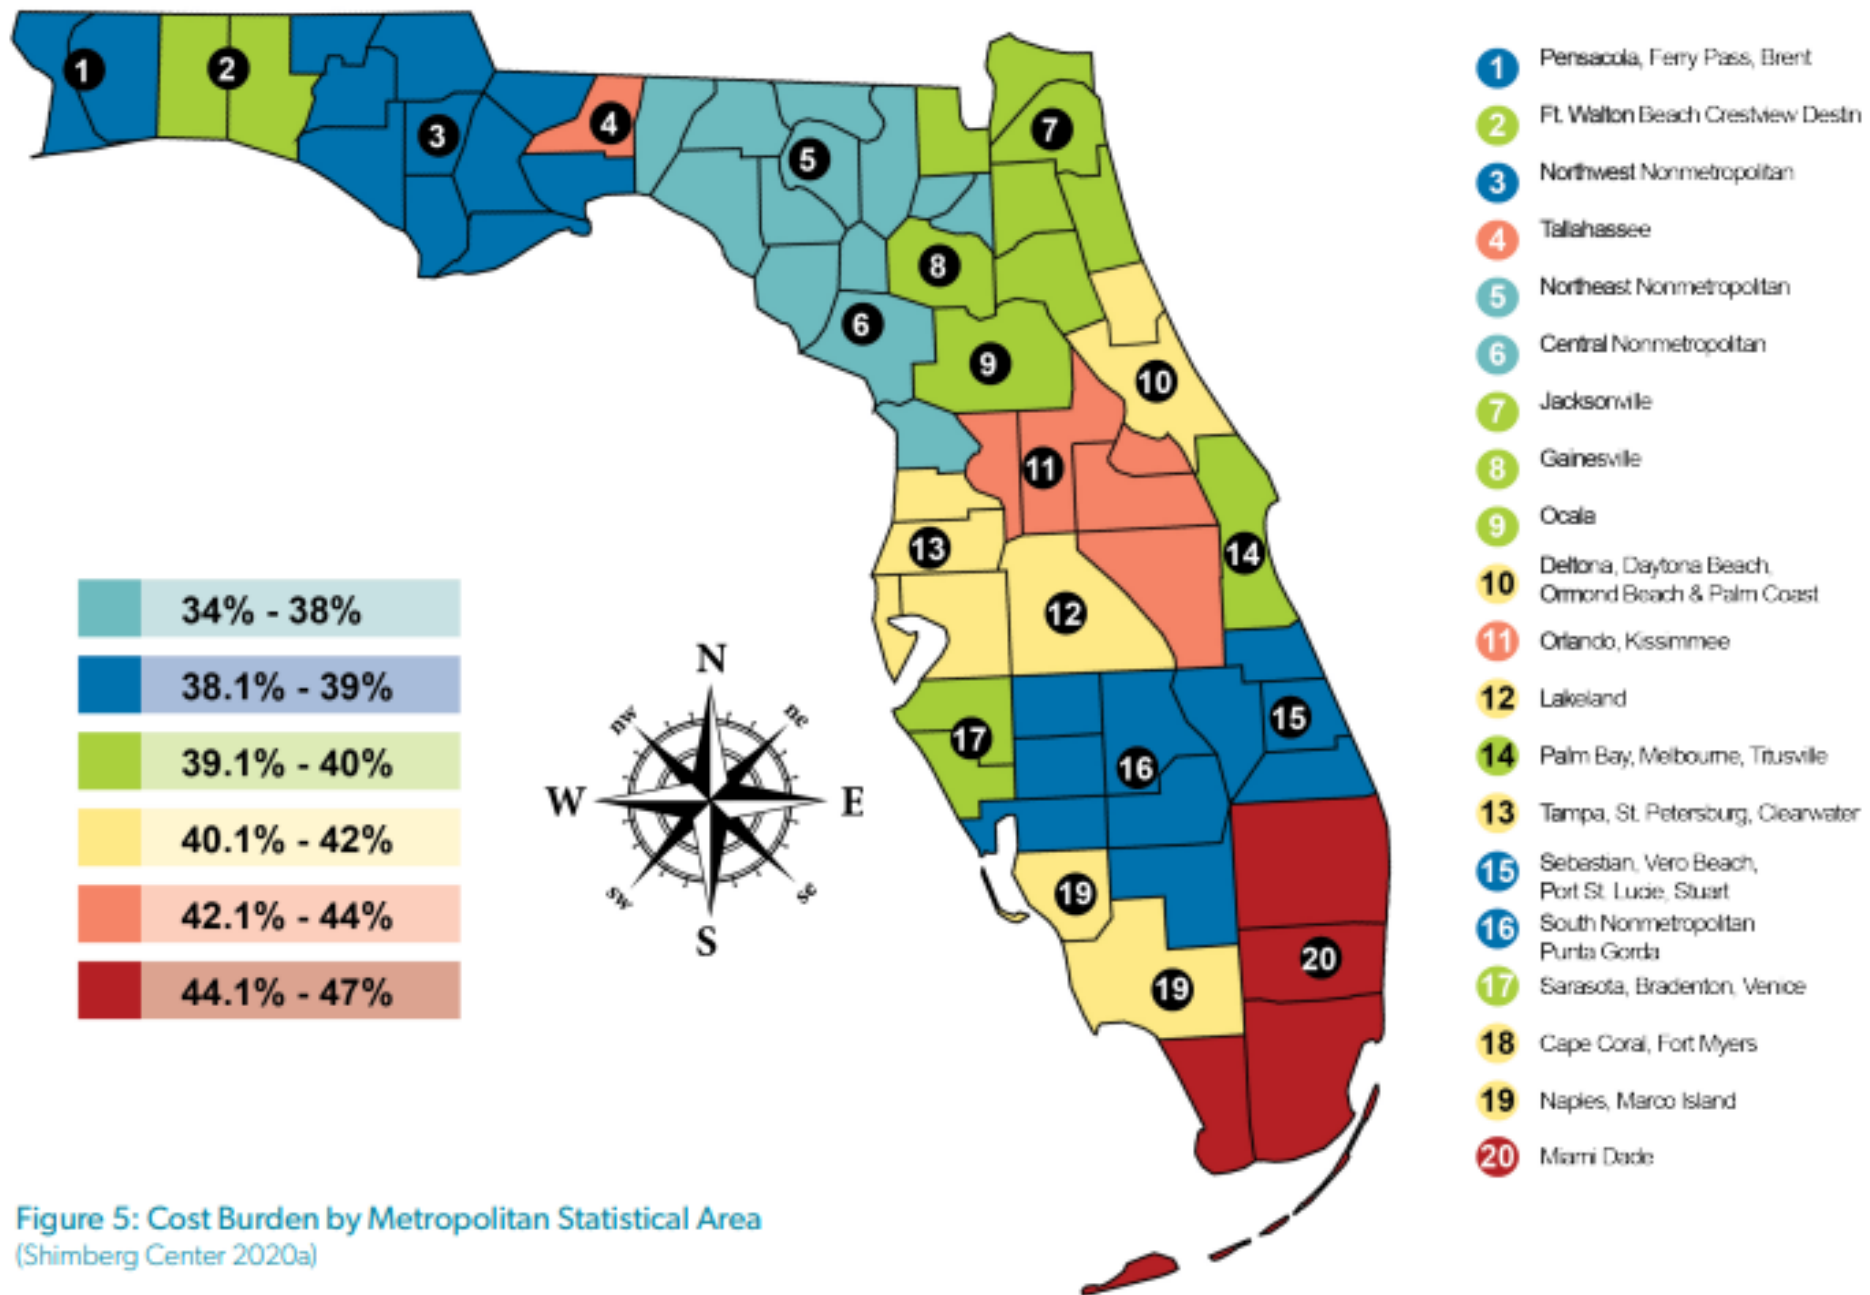 1
2
3
4
5
6
7
8
9
10
11
12
13
14
15
16
17
19
19
20
34% - 38%
38.1% - 39%
39.1% - 40%
40.1% - 42%
42.1% - 44%
44.1% - 47%
N
nw
ne
W
E
sw
se
S
1 Pensacola, Ferry Pass, Brent
2 Ft. Walton Beach Crestview Destin
3 Northwest Nonmetropolitan
4 Tallahassee
5 Northeast Nonmetropolitan
6 Central Nonmetropolitan
7 Jacksonville
8 Gainesville
9 Ocala
10 Deltona, Daytona Beach,
Ormond Beach & Palm Coast
11 Orlando, Kissimmee
12 Lakeland
14 Palm Bay, Melbourne, Titusville
13 Tampa, St. Petersburg, Clearwater
15 Sebastian, Vero Beach,
Port St. Lucie, Stuart
16 South Nonmetropolitan
Punta Gorda
17 Sarasota, Bradenton, Venice
18 Cape Coral, Fort Myers
19 Naples, Marco Island
20 Miami Dade
Figure 5: Cost Burden by Metropolitan Statistical Area
(Shimberg Center 2020a)